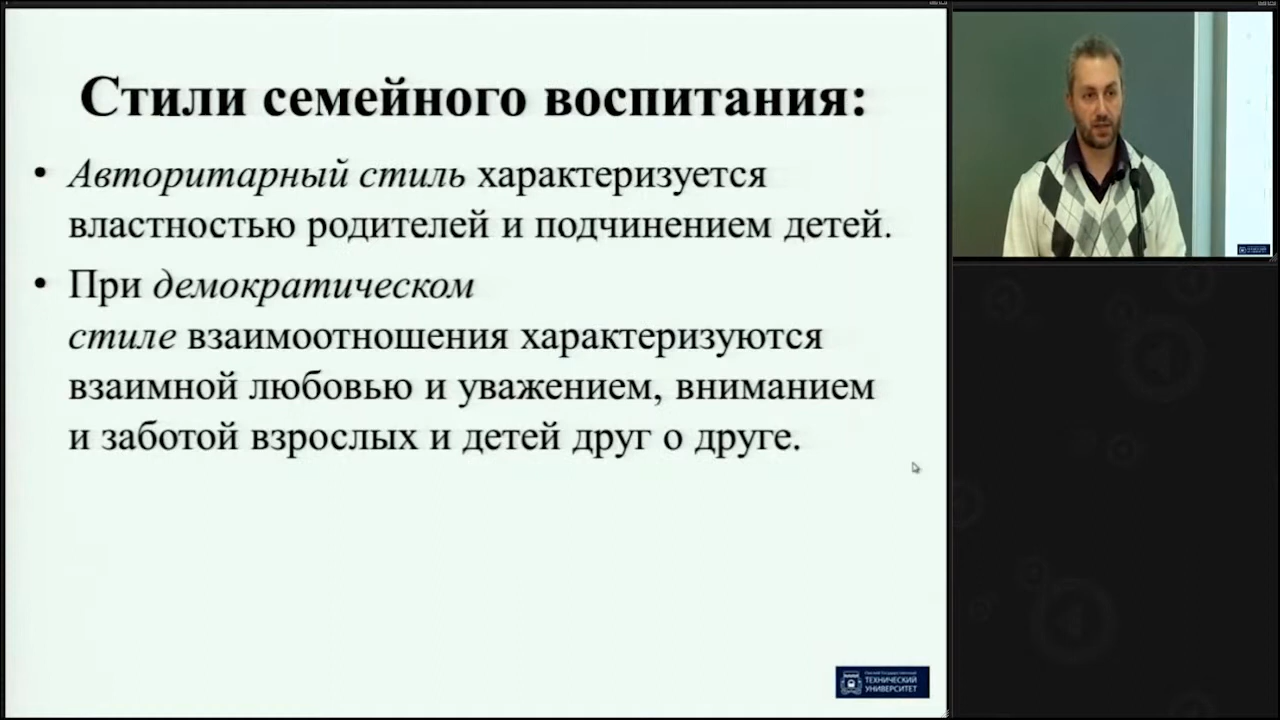 Стили семейного воспитания:
• Авторитарный стиль характеризуется
властностью родителей и подчинением детей.
• При демократическом
стиле взаимоотношения характеризуются
взаимной любовью и уважением, вниманием
и заботой взрослых и детей друг о друге.
ТЕХНИЧЕСКИЙ
УНИВЕРСИТЕТ